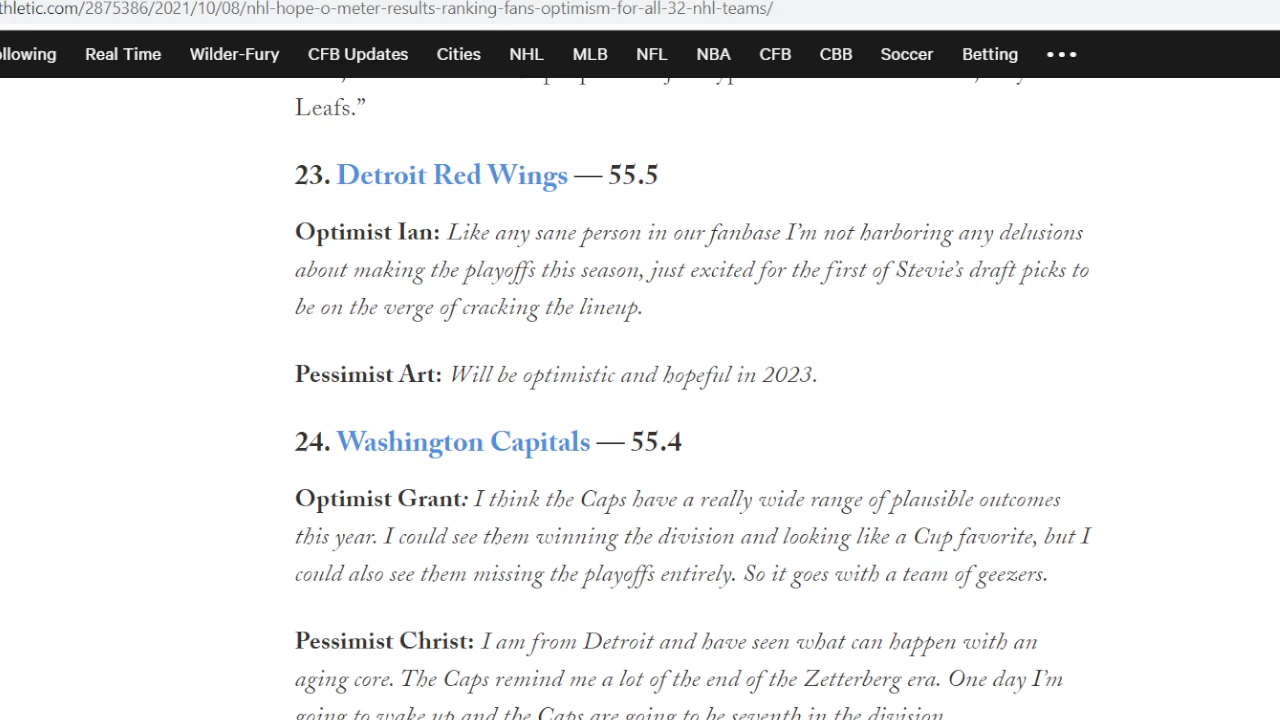 thletic.com/2875386/2021/10/08/nhl-hope-o-meter-results-ranking-fans-optimism-for-all-32-nhl-teams/
ollowing Real Time Wilder-Fury CFB Updates Cities NHL MLB NFL NBA CFB CBB Soccer Betting •••
Leafs.”
23. Detroit Red Wings — 55.5
Optimist Ian: Like any sane person in our fanbase I’m not harboring any delusions
about making the playoffs this season, just excited for the first of Stevie’s draft picks to
be on the verge of cracking the lineup.
Pessimist Art: Will be optimistic and hopeful in 2023.
24. Washington Capitals — 55.4
Optimist Grant: I think the Caps have a really wide range of plausible outcomes
this year. I could see them winning the division and looking like a Cup favorite, but I
could also see them missing the playoffs entirely. So it goes with a team of geezers.
Pessimist Christ: I am from Detroit and have seen what can happen with an
aging core. The Caps remind me a lot of the end of the Zetterberg era. One day I’m
going to wake up and the Caps are going to be seventh in the division.